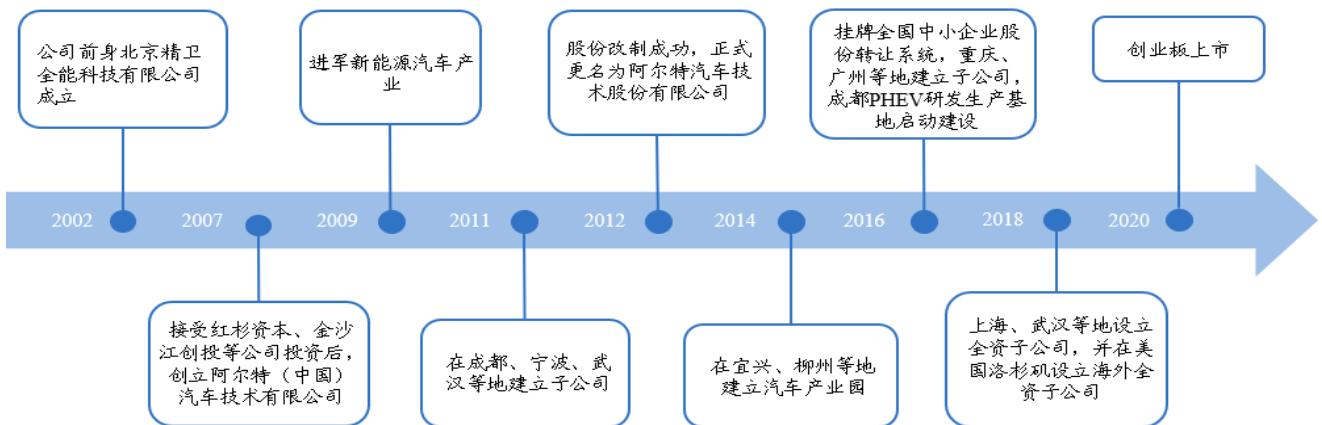 公司前身北京精卫
全能科技有限公司
成立
进军新能源汽车产
业
股份改制成功，正式
更名为阿尔特汽车技
术股份有限公司
挂牌全国中小企业股
份转让系统，重庆、
广州等地建立子公司，
成都PHEV研发生产基
地启动建设
创业板上市
2002
2007
2009
2011
2012
2014
2016
2018
2020
接受红杉资本、金沙
江创投等公司投资后，
创立阿尔特（中国）
汽车技术有限公司
在成都、宁波、武
汉等地建立子公司
在宜兴、柳州等地
建立汽车产业园
上海、武汉等地设立
全资子公司，并在美
国洛杉矶设立海外全
资子公司